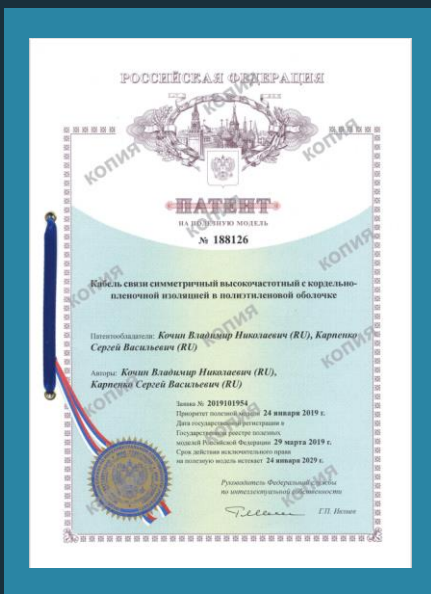 РОССИЙСКАЯ ФЕДЕРАЦИЯ
КОПИЯ
КОПИЯ
КОПИЯ
ПАТЕНТ
НА ПОЛЕЗНУЮ МОДЕЛЬ
№ 188126
КОПИЯ
КОПИЯ
Кабель связи симметричный высокочастотный с кордельно-
пленочной изоляцией в полиэтиленовой оболочке
КОПИЯ
Патентообладатели: Кочин Владимир Николаевич (RU), Карпенко
Сергей Васильевич (RU)
КОПИЯ
Авторы: Кочин Владимир Николаевич (RU),
Карпенко Сергей Васильевич (RU)
КОПИЯ
Заявка № 2019101954
Приоритет полезной модели 24 января 2019 г.
Дата государственной регистрации в
Государственном реестре полезных
моделей Российской Федерации 29 марта 2019 г.
Срок действия исключительного права
на полезную модель истекает 24 января 2029 г.
КОПИЯ
КОПИЯ
Руководитель Федеральной службы
по интеллектуальной собственности
Г.П. Ивлиев
КОПИЯ